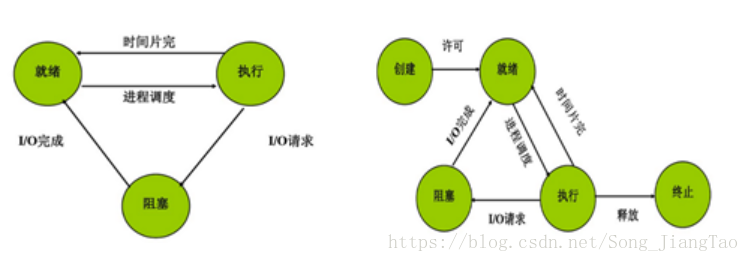 时间片完
就绪
执行
进程调度
I/O完成
I/O请求
阻塞
许可
创建
就绪
I/O完成
进程调度
时间片完
阻塞
执行
终止
I/O请求
释放
https://blog.csdn.net/Song_JiangTao